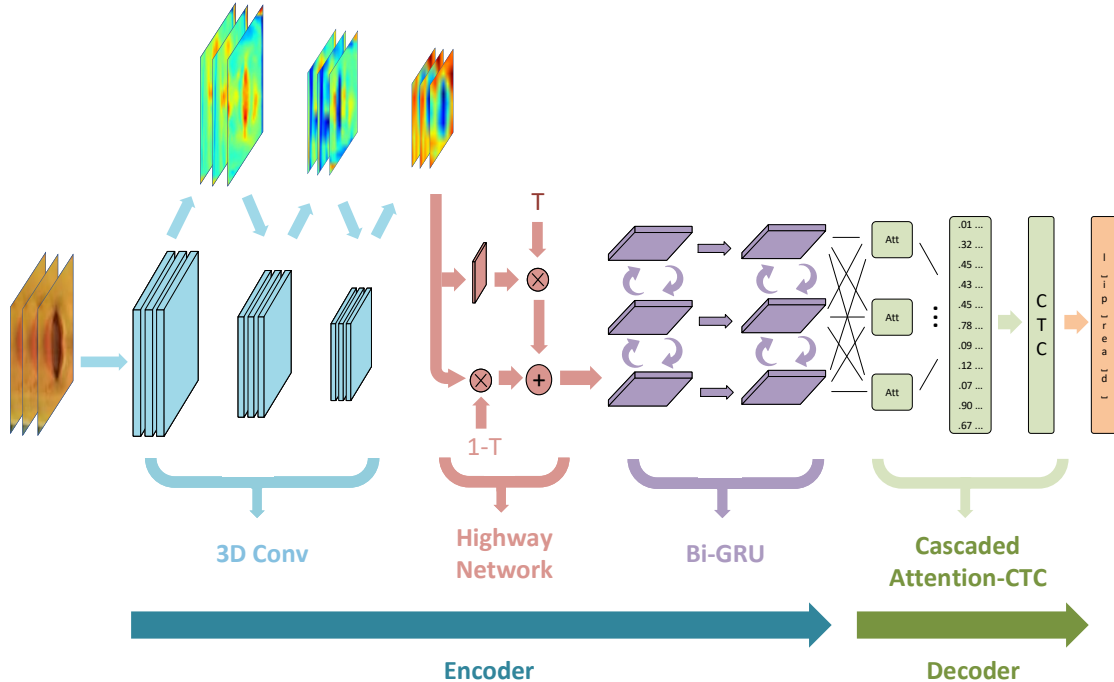 T
1-T
Att
Att
Att
.01 ...
.32 ...
.45 ...
.43 ...
.45 ...
.78 ...
.09 ...
.12 ...
.07 ...
.90 ...
.67 ...
C
T
C
l
⎵
i
p
⎵
r
e
a
⎵
d
⎵
3D Conv
Highway
Network
Bi-GRU
Cascaded
Attention-CTC
Encoder
Decoder